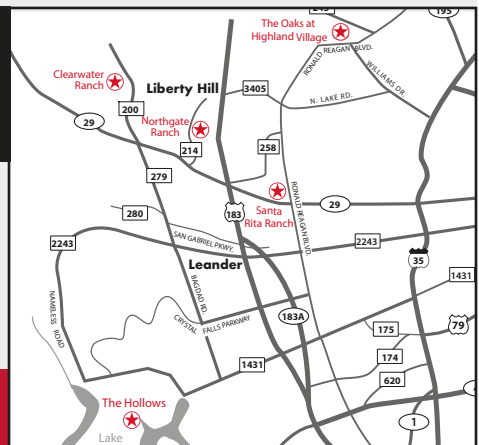 The Oaks at
Highland Village
195
RONALD REAGAN BLVD.
WILLIAMS DR.
Clearwater
Ranch
Liberty Hill
3405
N. LAKE RD.
200
29
Northgate
Ranch
214
258
279
RONALD REAGAN BLVD.
Santa
Rita Ranch
29
280
183
SAN GABRIEL PKWY.
2243
2243
35
Leander
1431
BAGDAD RD.
NAMELESS ROAD
CRYSTAL FALLS PARKWAY
183A
79
175
174
1431
620
The Hollows
1
Lake